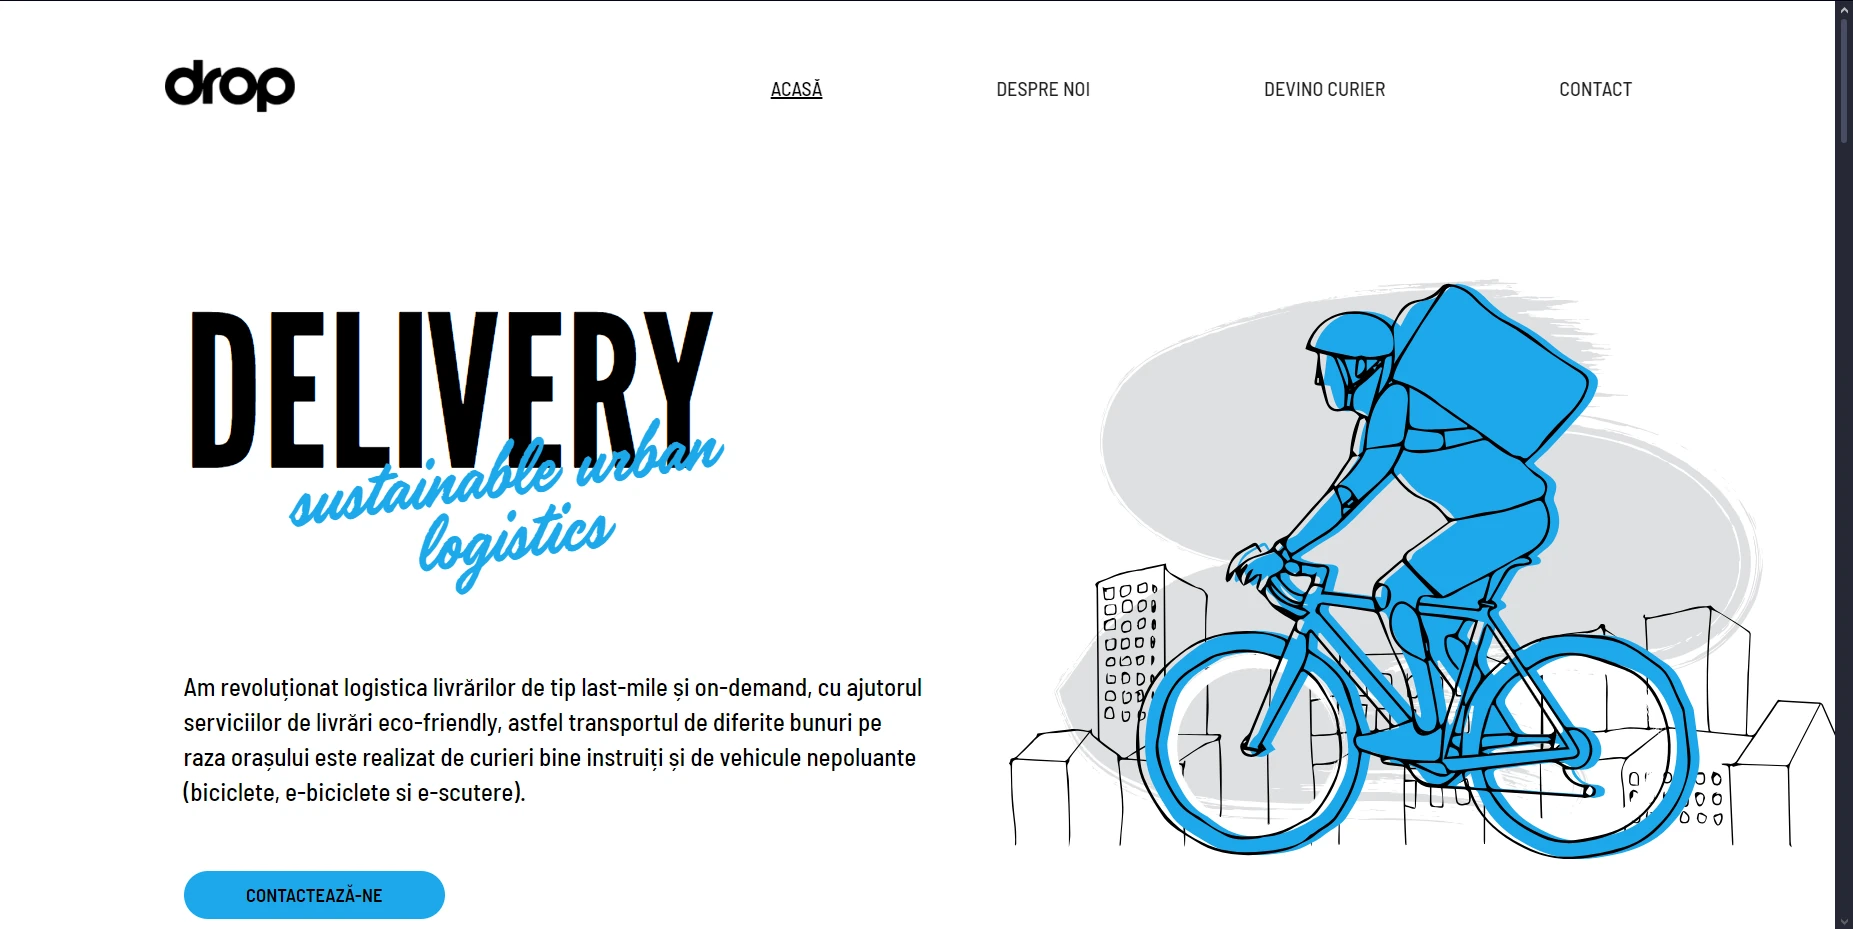 drop
ACASĂ
DESPRE NOI
DEVINO CURIER
CONTACT
DELIVERY
sustainable urban
logistics
Am revoluționat logistica livrărilor de tip last-mile și on-demand, cu ajutorul
serviciilor de livrări eco-friendly, astfel transportul de diferite bunuri pe
raza orașului este realizat de curieri bine instruiți și de vehicule nepoluante
(biciclete, e-biciclete si e-scutere).
CONTACTEAZĂ-NE